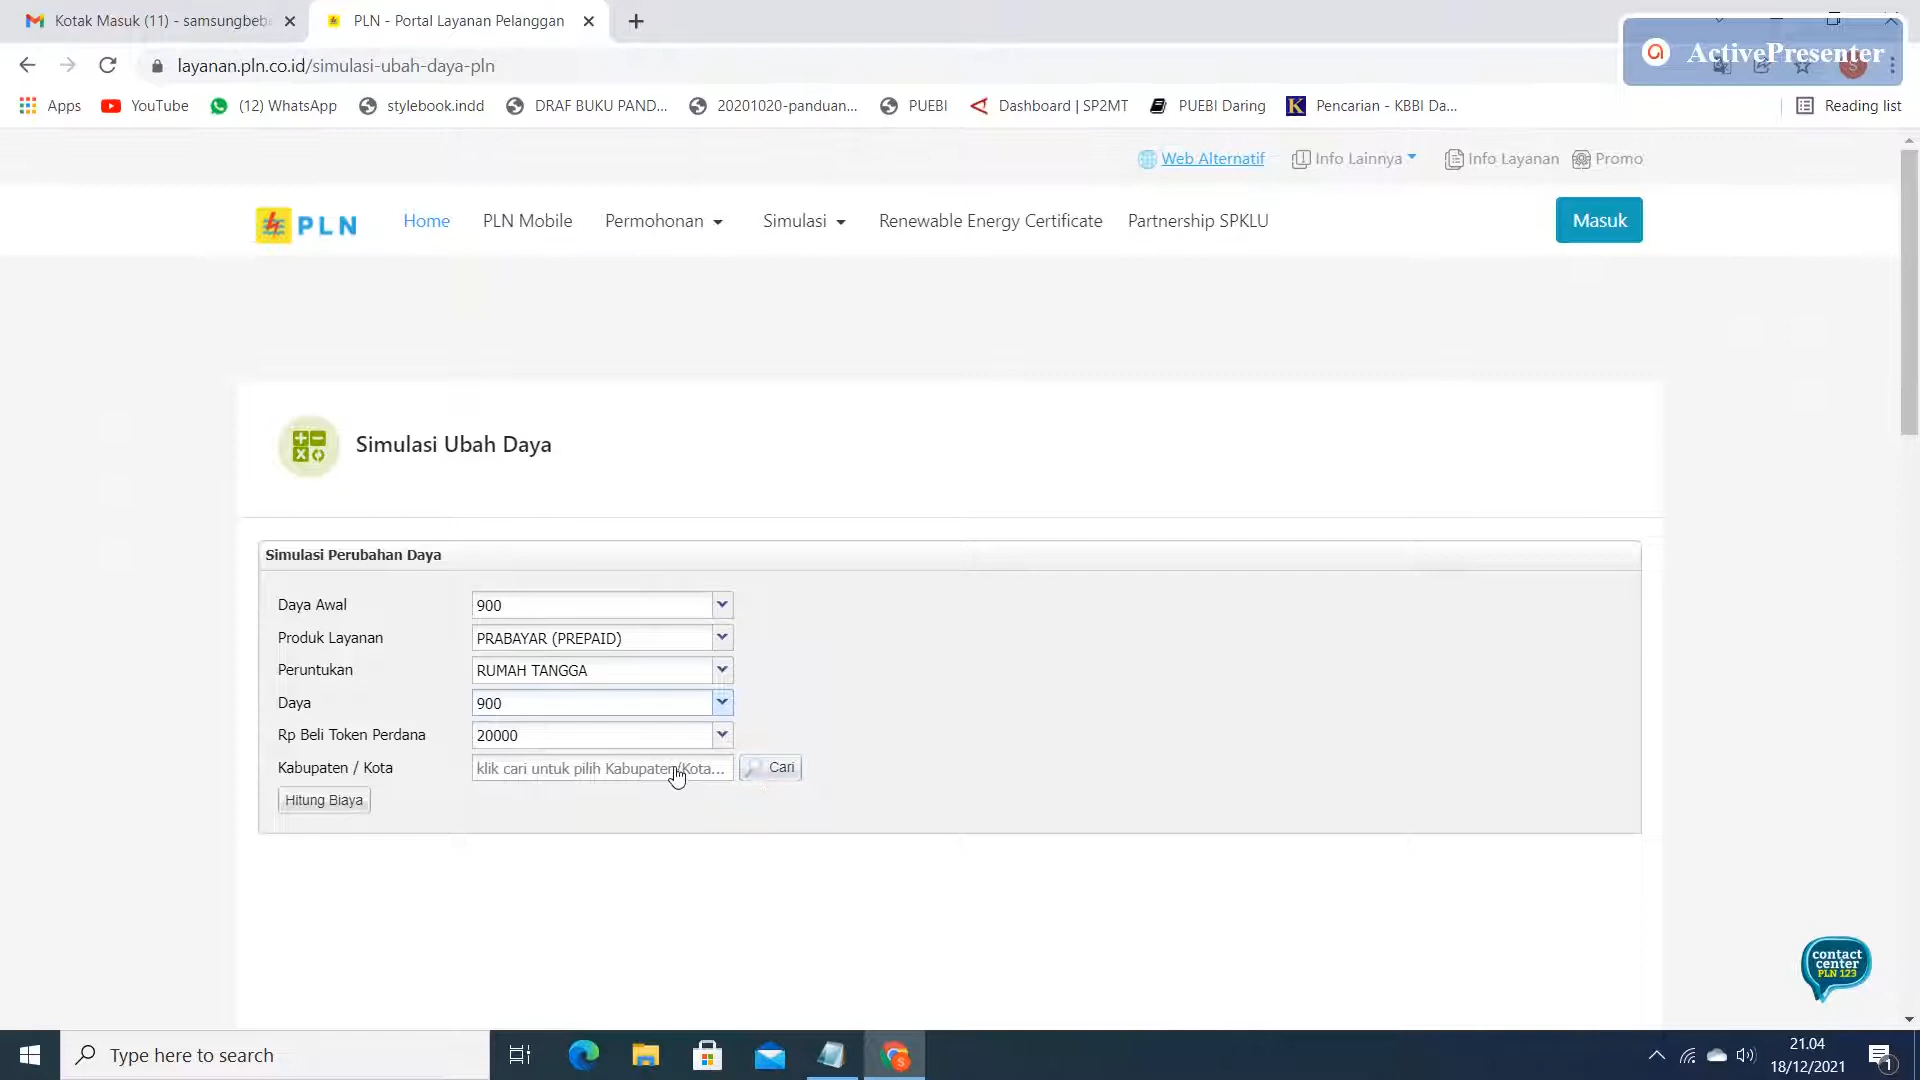 Kotak Masuk (11) - samsungbeba
PLN - Portal Layanan Pelanggan
ActivePresenter
layanan.pln.co.id/simulasi-ubah-daya-pln
Apps
YouTube
(12) WhatsApp
stylebook.indd
DRAF BUKU PAND...
20201020-panduan...
PUEBI
Dashboard | SP2MT
PUEBI Daring
K
Pencarian - KBBI Da...
Reading list
Web Alternatif
Info Lainnya
Info Layanan
Promo
PLN
Home
PLN Mobile
Permohonan
Simulasi
Renewable Energy Certificate
Partnership SPKLU
Masuk
Simulasi Ubah Daya
Simulasi Perubahan Daya
Daya Awal 900
Produk Layanan PRABAYAR (PREPAID)
Peruntukan RUMAH TANGGA
Daya 900
Rp Beli Token Perdana 20000
Kabupaten / Kota klik cari untuk pilih Kabupaten/Kota... Cari
Hitung Biaya
contact
center
PLN 123
Type here to search
21.04
18/12/2021
1